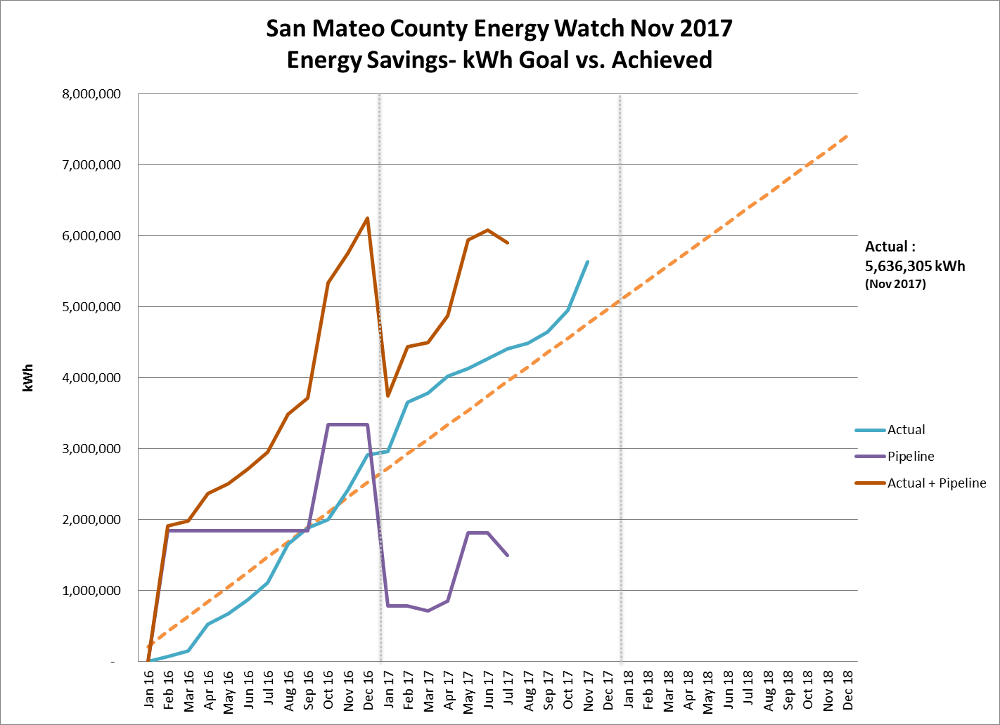 San Mateo County Energy Watch Nov 2017
Energy Savings- kWh Goal vs. Achieved
8,000,000
7,000,000
6,000,000
5,000,000
4,000,000
3,000,000
2,000,000
1,000,000
-
kWh
Jan 16
Feb 16
Mar 16
Apr 16
May 16
Jun 16
Jul 16
Aug 16
Sep 16
Oct 16
Nov 16
Dec 16
Jan 17
Feb 17
Mar 17
Apr 17
May 17
Jun 17
Jul 17
Aug 17
Sep 17
Oct 17
Nov 17
Dec 17
Jan 18
Feb 18
Mar 18
Apr 18
May 18
Jun 18
Jul 18
Aug 18
Sep 18
Oct 18
Nov 18
Dec 18
Actual :
5,636,305 kWh
(Nov 2017)
Actual
Pipeline
Actual + Pipeline